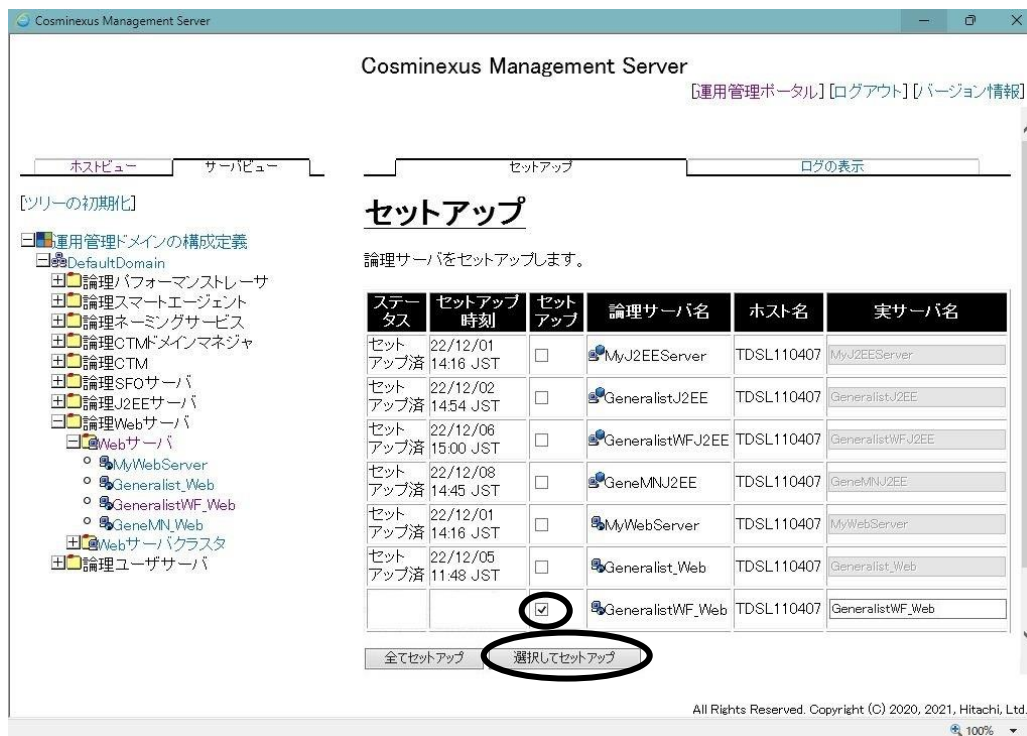 Cosminexus Management Server
Cosminexus Management Server
[運用管理ポータル] [ログアウト] [バージョン情報]
ホストビュー サーバビュー
セットアップ ログの表示
[ツリーの初期化]
運用管理ドメインの構成定義
DefaultDomain
論理パフォーマンストレーサ
論理スマートエージェント
論理ネーミングサービス
論理CTMドメインマネジャ
論理CTM
論理SFOサーバ
論理J2EEサーバ
論理Webサーバ
Webサーバ
MyWebServer
Generalist_Web
GeneralistWF_Web
GeneMN_Web
Webサーバクラスタ
論理ユーザサーバ
セットアップ
論理サーバをセットアップします。
ステータス セットアップ時刻 セットアップ 論理サーバ名 ホスト名 実サーバ名
セットアップ済 22/12/01 14:16 JST MyJ2EEServer TDSL110407 MyJ2EEServer
セットアップ済 22/12/02 14:54 JST GeneralistJ2EE TDSL110407 GeneralistJ2EE
セットアップ済 22/12/06 15:00 JST GeneralistWFJ2EE TDSL110407 GeneralistWFJ2EE
セットアップ済 22/12/08 14:45 JST GeneMNJ2EE TDSL110407 GeneMNJ2EE
セットアップ済 22/12/01 14:16 JST MyWebServer TDSL110407 MyWebServer
セットアップ済 22/12/05 11:48 JST Generalist_Web TDSL110407 Generalist_Web
GeneralistWF_Web TDSL110407 GeneralistWF_Web
全てセットアップ 選択してセットアップ
All Rights Reserved. Copyright (C) 2020, 2021, Hitachi, Ltd.
100%